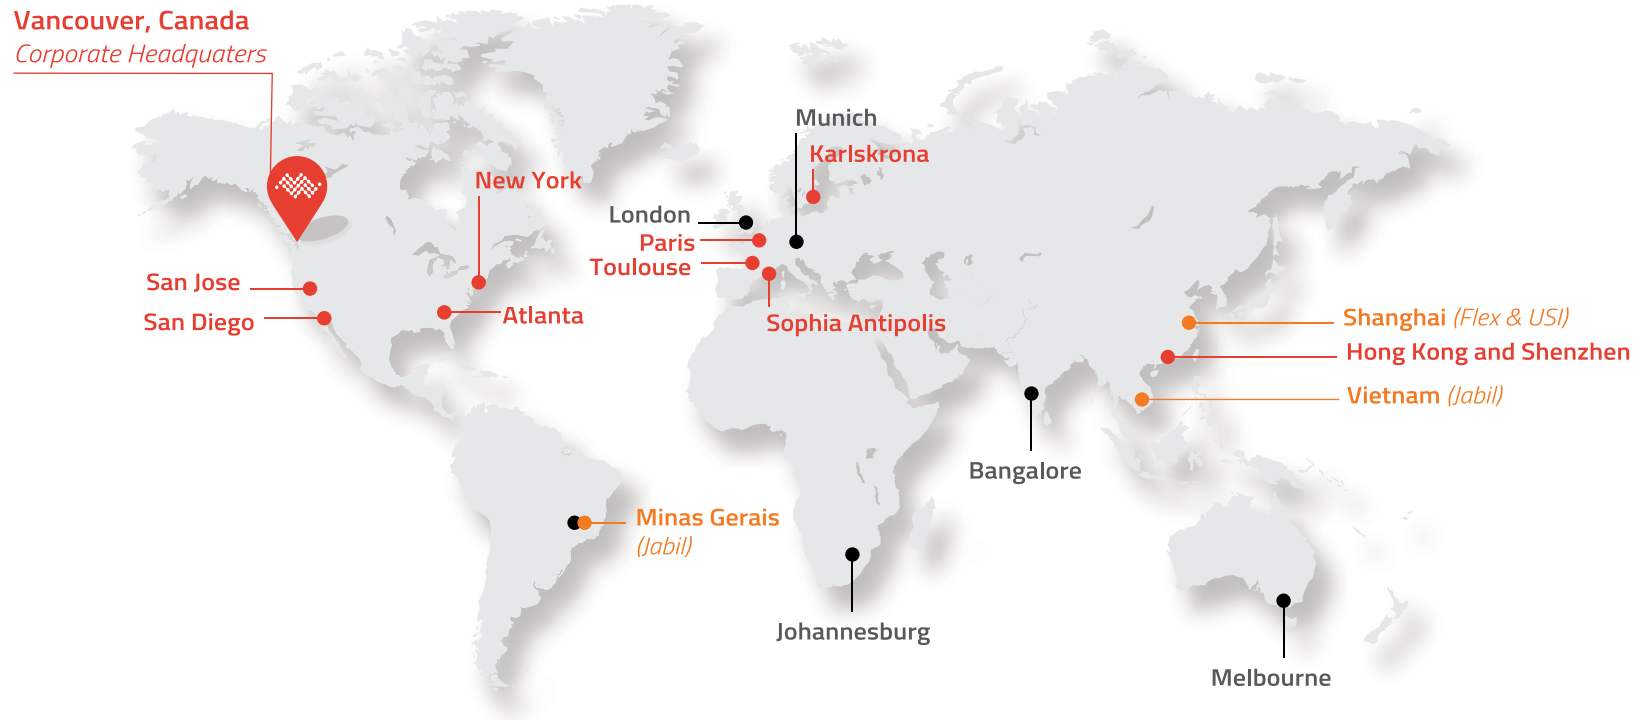 Vancouver, Canada
Corporate Headquaters
Munich
Karlskrona
New York
London
Paris
Toulouse
San Jose
San Diego
Atlanta
Sophia Antipolis
Shanghai (Flex & USI)
Hong Kong and Shenzhen
Vietnam (Jabil)
Bangalore
Minas Gerais
(Jabil)
Johannesburg
Melbourne